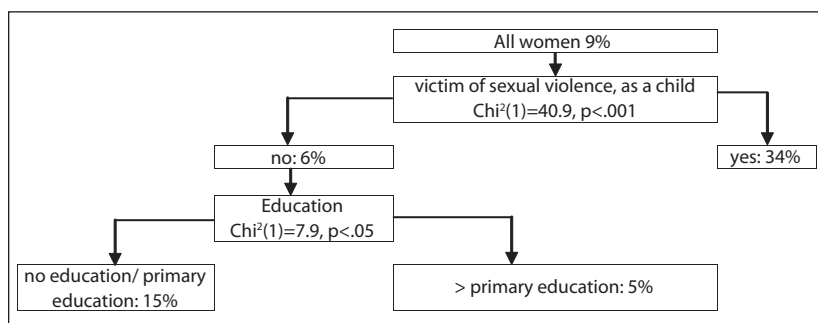 All women 9%
victim of sexual violence, as a child
Chi²(1)=40.9, p<.001
no: 6%
yes: 34%
Education
Chi²(1)=7.9, p<.05
no education/ primary
education: 15%
> primary education: 5%